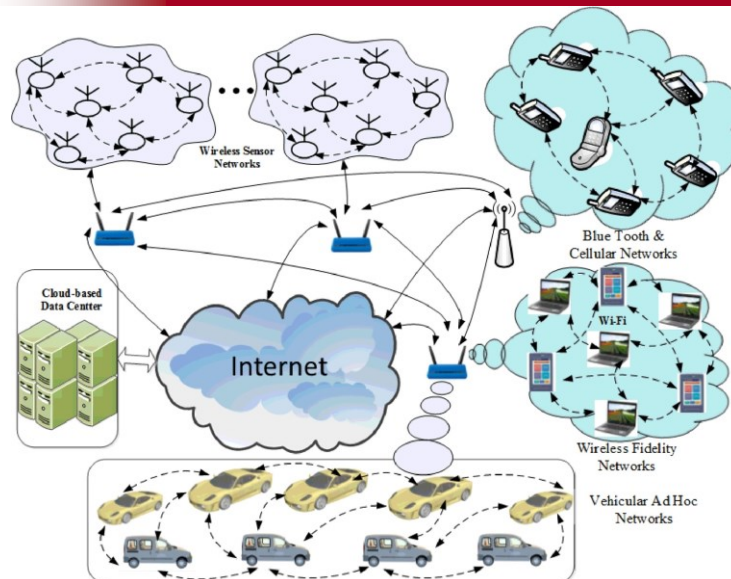 Wireless Sensor
Networks
Blue Tooth &
Cellular Networks
Cloud-based
Data Centter
Internet
Wi-Fi
Wireless Fidelity
Networks
Vehicular Ad Hoc
Networks